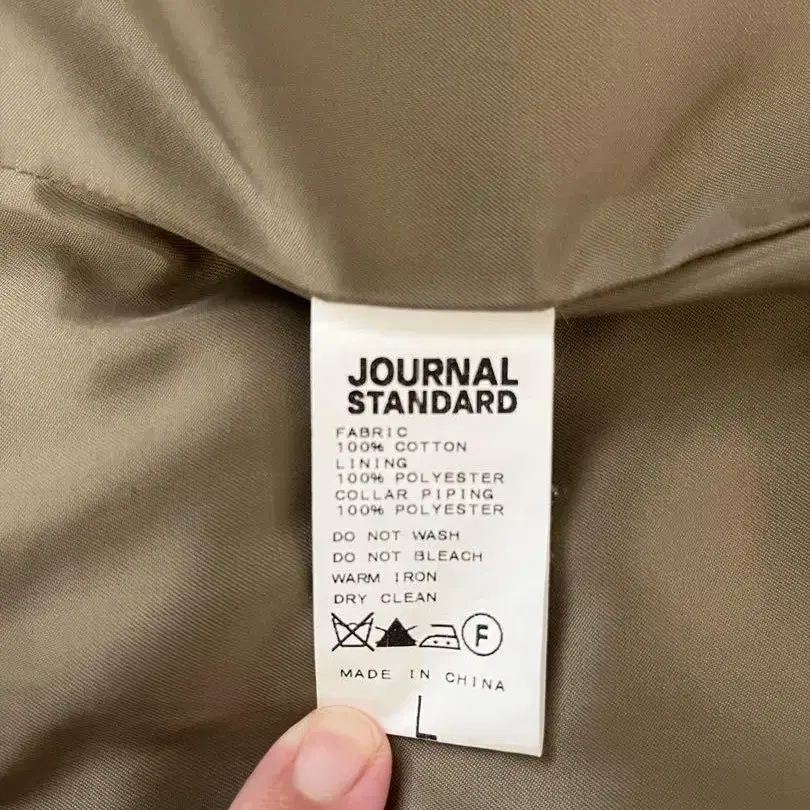 JOURNAL
STANDARD
FABRIC
100% COTTON
LINING
100% POLYESTER
COLLAR PIPING
100% POLYESTER
DO NOT WASH
DO NOT BLEACH
WARM IRON
DRY CLEAN
F
MADE IN CHINA
L